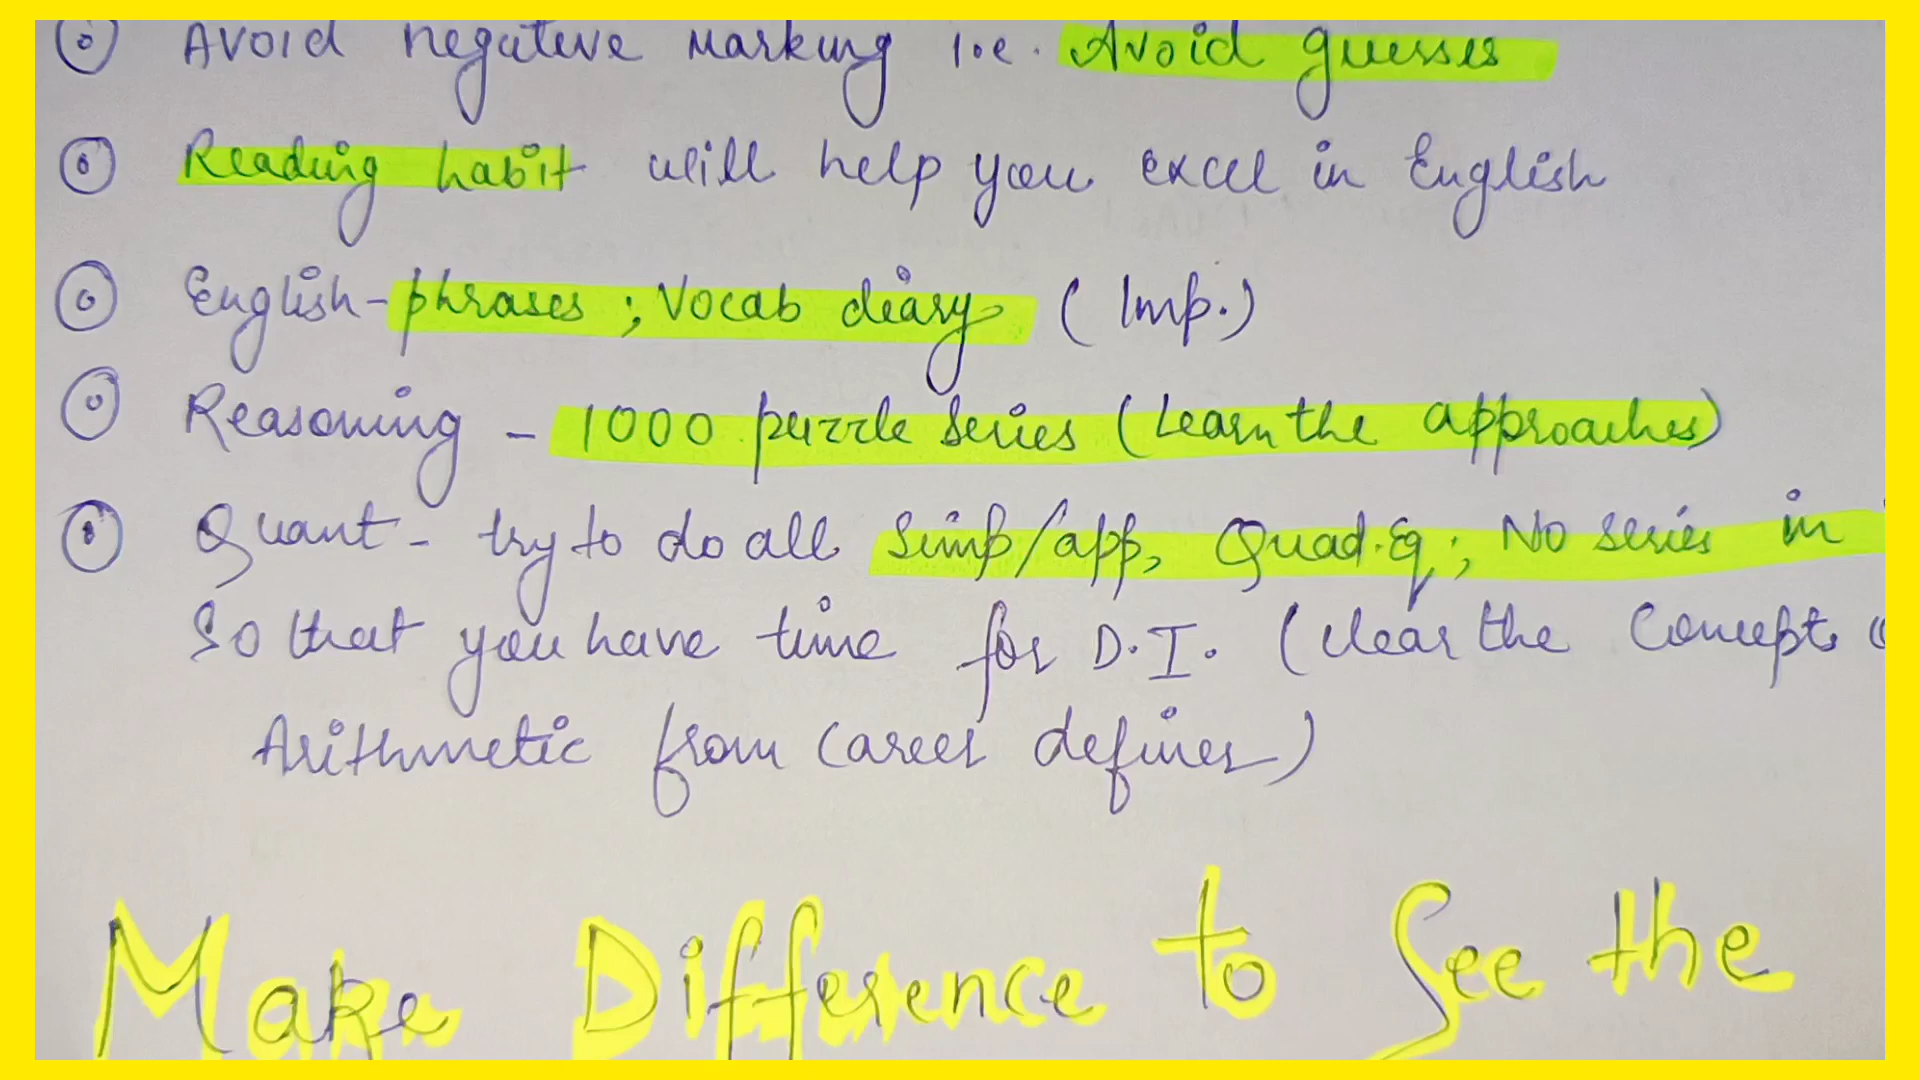 Avoid negative marking i.e. Avoid guesses
Reading habit will help you excel in English
English - phrases ; Vocab diary (Imp.)
Reasoning - 1000 puzzle series (Learn the approaches)
Quant - try to do all Simp/app, Quad. Eq ; No series in
So that you have time for D.I. (clear the Concepts
Arithmetic from Career definer)
Make Difference to See the